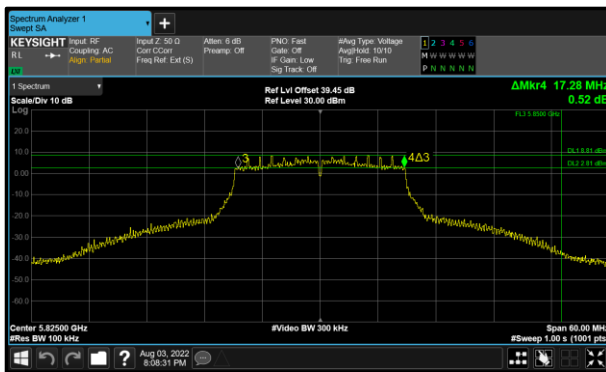 Spectrum Analyzer 1
Swept SA
+
KEYSIGHT
RL
Input: RF
Coupling: AC
Align: Partial
Input Z: 50 Ω
Corr CCorr
Freq Ref: Ext (S)
Atten: 6 dB
Preamp: Off
PNO: Fast
Gate: Off
IF Gain: Low
Sig Track: Off
#Avg Type: Voltage
Avg|Hold: 10/10
Trig: Free Run
1 2 3 4 5 6
M W W W W W
P N N N N N
1 Spectrum
Scale/Div 10 dB
Ref Lvl Offset 39.45 dB
Ref Level 30.00 dBm
ΔMkr4 17.28 MHz
0.52 dB
Log
FL3 5.8500 GHz
20.0
10.0
0.00
-10.0
-20.0
-30.0
-40.0
-50.0
-60.0
3
4Δ3
DL1 8.81 dBm
DL2 2.81 dBm
Center 5.82500 GHz
#Res BW 100 kHz
#Video BW 300 kHz
Span 60.00 MHz
#Sweep 1.00 s (1001 pts)
?
Aug 03, 2022
8:08:31 PM